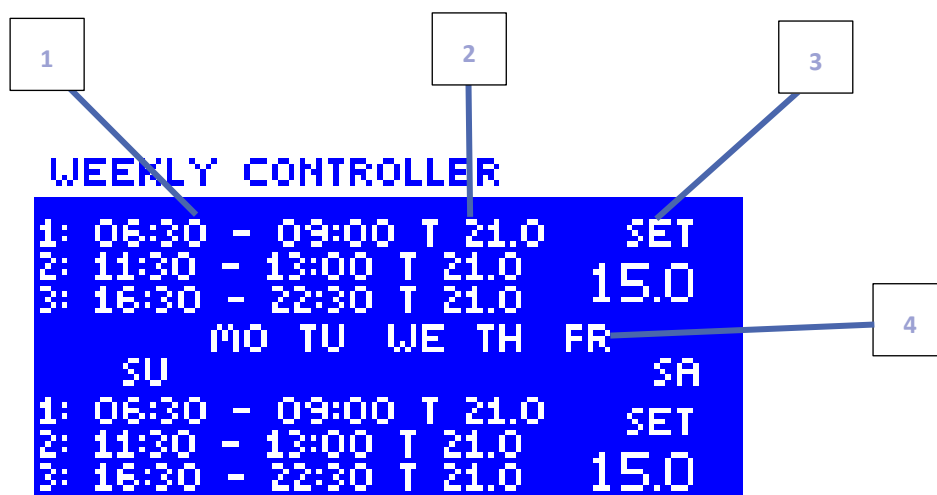 1
2
3
WEEKLY CONTROLLER
1: 06:30 - 09:00 T 21.0 SET
2: 11:30 - 13:00 T 21.0
15.0
3: 16:30 - 22:30 T 21.0
4
MO TU WE TH FR
SU SA
1: 06:30 - 09:00 T 21.0 SET
2: 11:30 - 13:00 T 21.0
3: 16:30 - 22:30 T 21.0 15.0